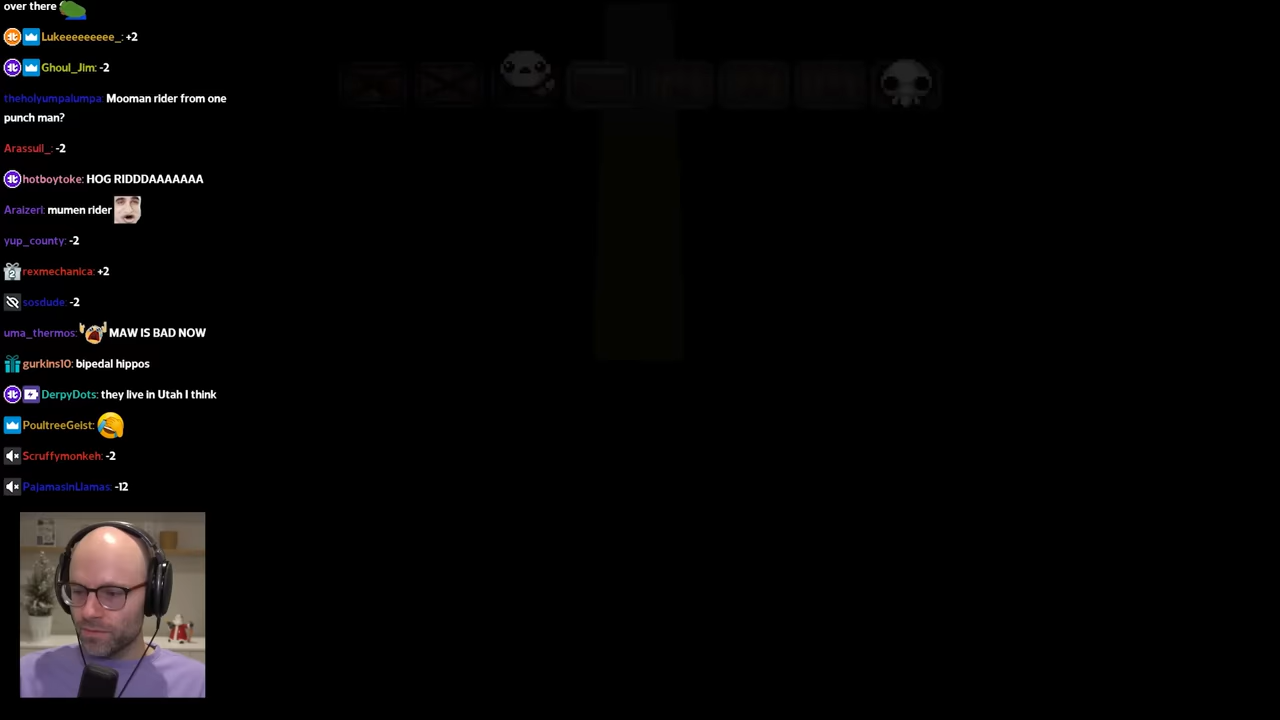 over there
Lukeeeeeeeee_: +2
Ghoul_Jim: -2
theholyumpalumpa: Mooman rider from one
punch man?
Arassuil_: -2
hotboytoke: HOG RIDDDAAAAAAA
Araizeri: mumen rider
yup_county: -2
rexmechanica: +2
sosdude: -2
uma_thermos: MAW IS BAD NOW
gurkins10: bipedal hippos
DerpyDots: they live in Utah I think
PoultreeGeist:
Scruffymonkeh: -2
PajamasinLlamas: -12